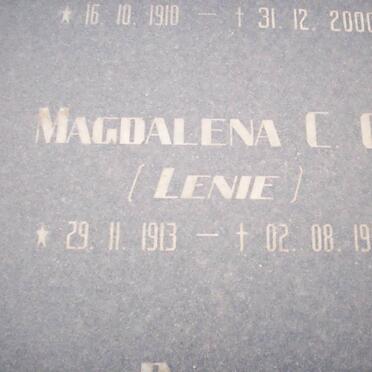 * 16. 10. 1910 — † 31. 12. 2000
MAGDALENA C.
(LENIE)
* 29. 11. 1913 — † 02. 08. 19